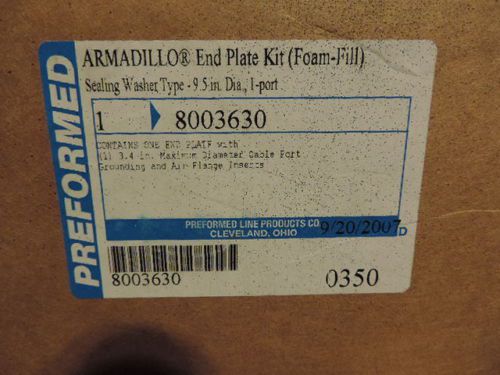 PREFORMED
ARMADILLO® End Plate Kit (Foam-Fill)
Sealing Washer Type - 9.5 in. Dia., 1-port
1 8003630
CONTAINS ONE END PLATE with
(1) 3.4 in. Maximum Diameter Cable Port
Grounding and Air Flange Inserts
PREFORMED LINE PRODUCTS CO.
CLEVELAND, OHIO
9/20/2007 D
8003630
0350